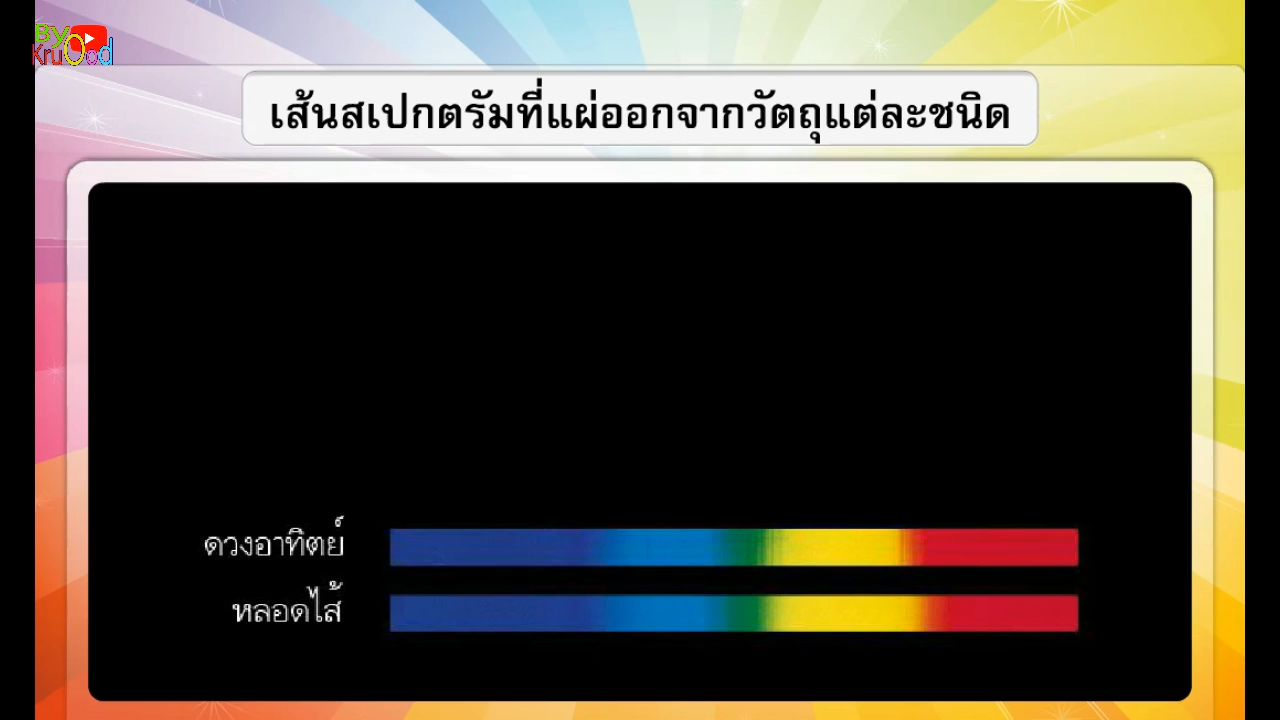 By
KruOod
เส้นสเปกตรัมที่แผ่ออกจากวัตถุแต่ละชนิด
ดวงอาทิตย์
หลอดไส้